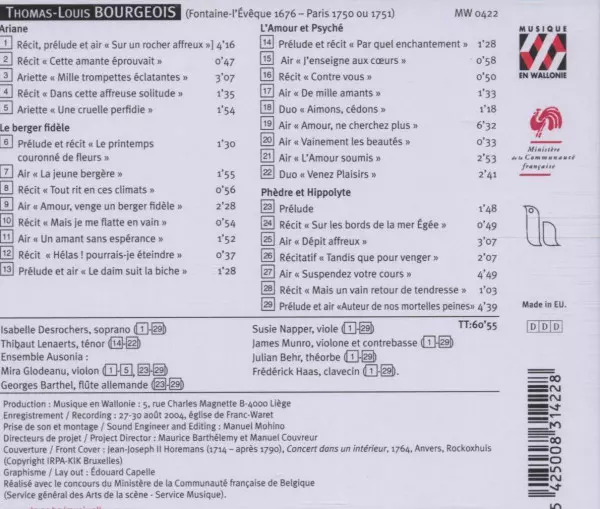 THOMAS-LOUIS BOURGEOIS (Fontaine-l'Évêque 1676 – Paris 1750 ou 1751) MW 0422
Ariane
1 Récit, prélude et air « Sur un rocher affreux »] 4'16
2 Récit « Cette amante éprouvait » 0'47
3 Ariette « Mille trompettes éclatantes » 3'07
4 Récit « Dans cette affreuse solitude » 1'35
5 Ariette « Une cruelle perfidie » 1'54
Le berger fidèle
6 Prélude et récit « Le printemps
couronné de fleurs » 1'30
7 Air « La jeune bergère » 1'55
8 Récit « Tout rit en ces climats » 0'56
9 Air « Amour, venge un berger fidèle » 2'28
10 Récit « Mais je me flatte en vain » 0'54
11 Air « Un amant sans espérance » 1'52
12 Récit « Hélas ! pourrais-je éteindre » 0'37
13 Prélude et air « Le daim suit la biche » 1'28
L'Amour et Psyché
14 Prélude et récit « Par quel enchantement » 1'28
15 Air « J'enseigne aux cœurs » 0'58
16 Récit « Contre vous » 0'50
17 Air « De mille amants » 1'33
18 Duo « Aimons, cédons » 1'18
19 Air « Amour, ne cherchez plus » 6'32
20 Air « Vainement les beautés » 0'33
21 Air « L'Amour soumis » 2'53
22 Duo « Venez Plaisirs » 2'41
Phèdre et Hippolyte
23 Prélude 1'48
24 Récit « Sur les bords de la mer Égée » 0'49
25 Air « Dépit affreux » 3'07
26 Récitatif « Tandis que pour venger » 2'07
27 Air « Suspendez votre cours » 4'49
28 Récit « Mais un vain retour de tendresse » 1'03
29 Prélude et air «Auteur de nos mortelles peines» 4'39
TT:60'55
MUSIQUE
EN WALLONIE
Ministère
de la Communauté
française
Made in EU.
D D D
Isabelle Desrochers, soprano (1-29)
Thibaut Lenaerts, ténor (14-22)
Ensemble Ausonia :
Mira Glodeanu, violon (1-5, 23-29)
Georges Barthel, flûte allemande (23-29)
Susie Napper, viole (1-29)
James Munro, violone et contrebasse (1-29)
Julian Behr, théorbe (1-29)
Frédérick Haas, clavecin (1-29).
Production : Musique en Wallonie : 5, rue Charles Magnette B-4000 Liège
Enregistrement / Recording : 27-30 août 2004, église de Franc-Waret
Prise de son et montage / Sound Engineer and Editing : Manuel Mohino
Directeurs de projet / Project Director : Maurice Barthélemy et Manuel Couvreur
Couverture / Front Cover : Jean-Joseph II Horemans (1714 – après 1790), Concert dans un intérieur, 1764, Anvers, Rockoxhuis
(Copyright IRPA-KIK Bruxelles)
Graphisme / Lay out : Édouard Capelle
Réalisé avec le concours du Ministère de la Communauté française de Belgique
(Service général des Arts de la scène - Service Musique).
5 425008 314228